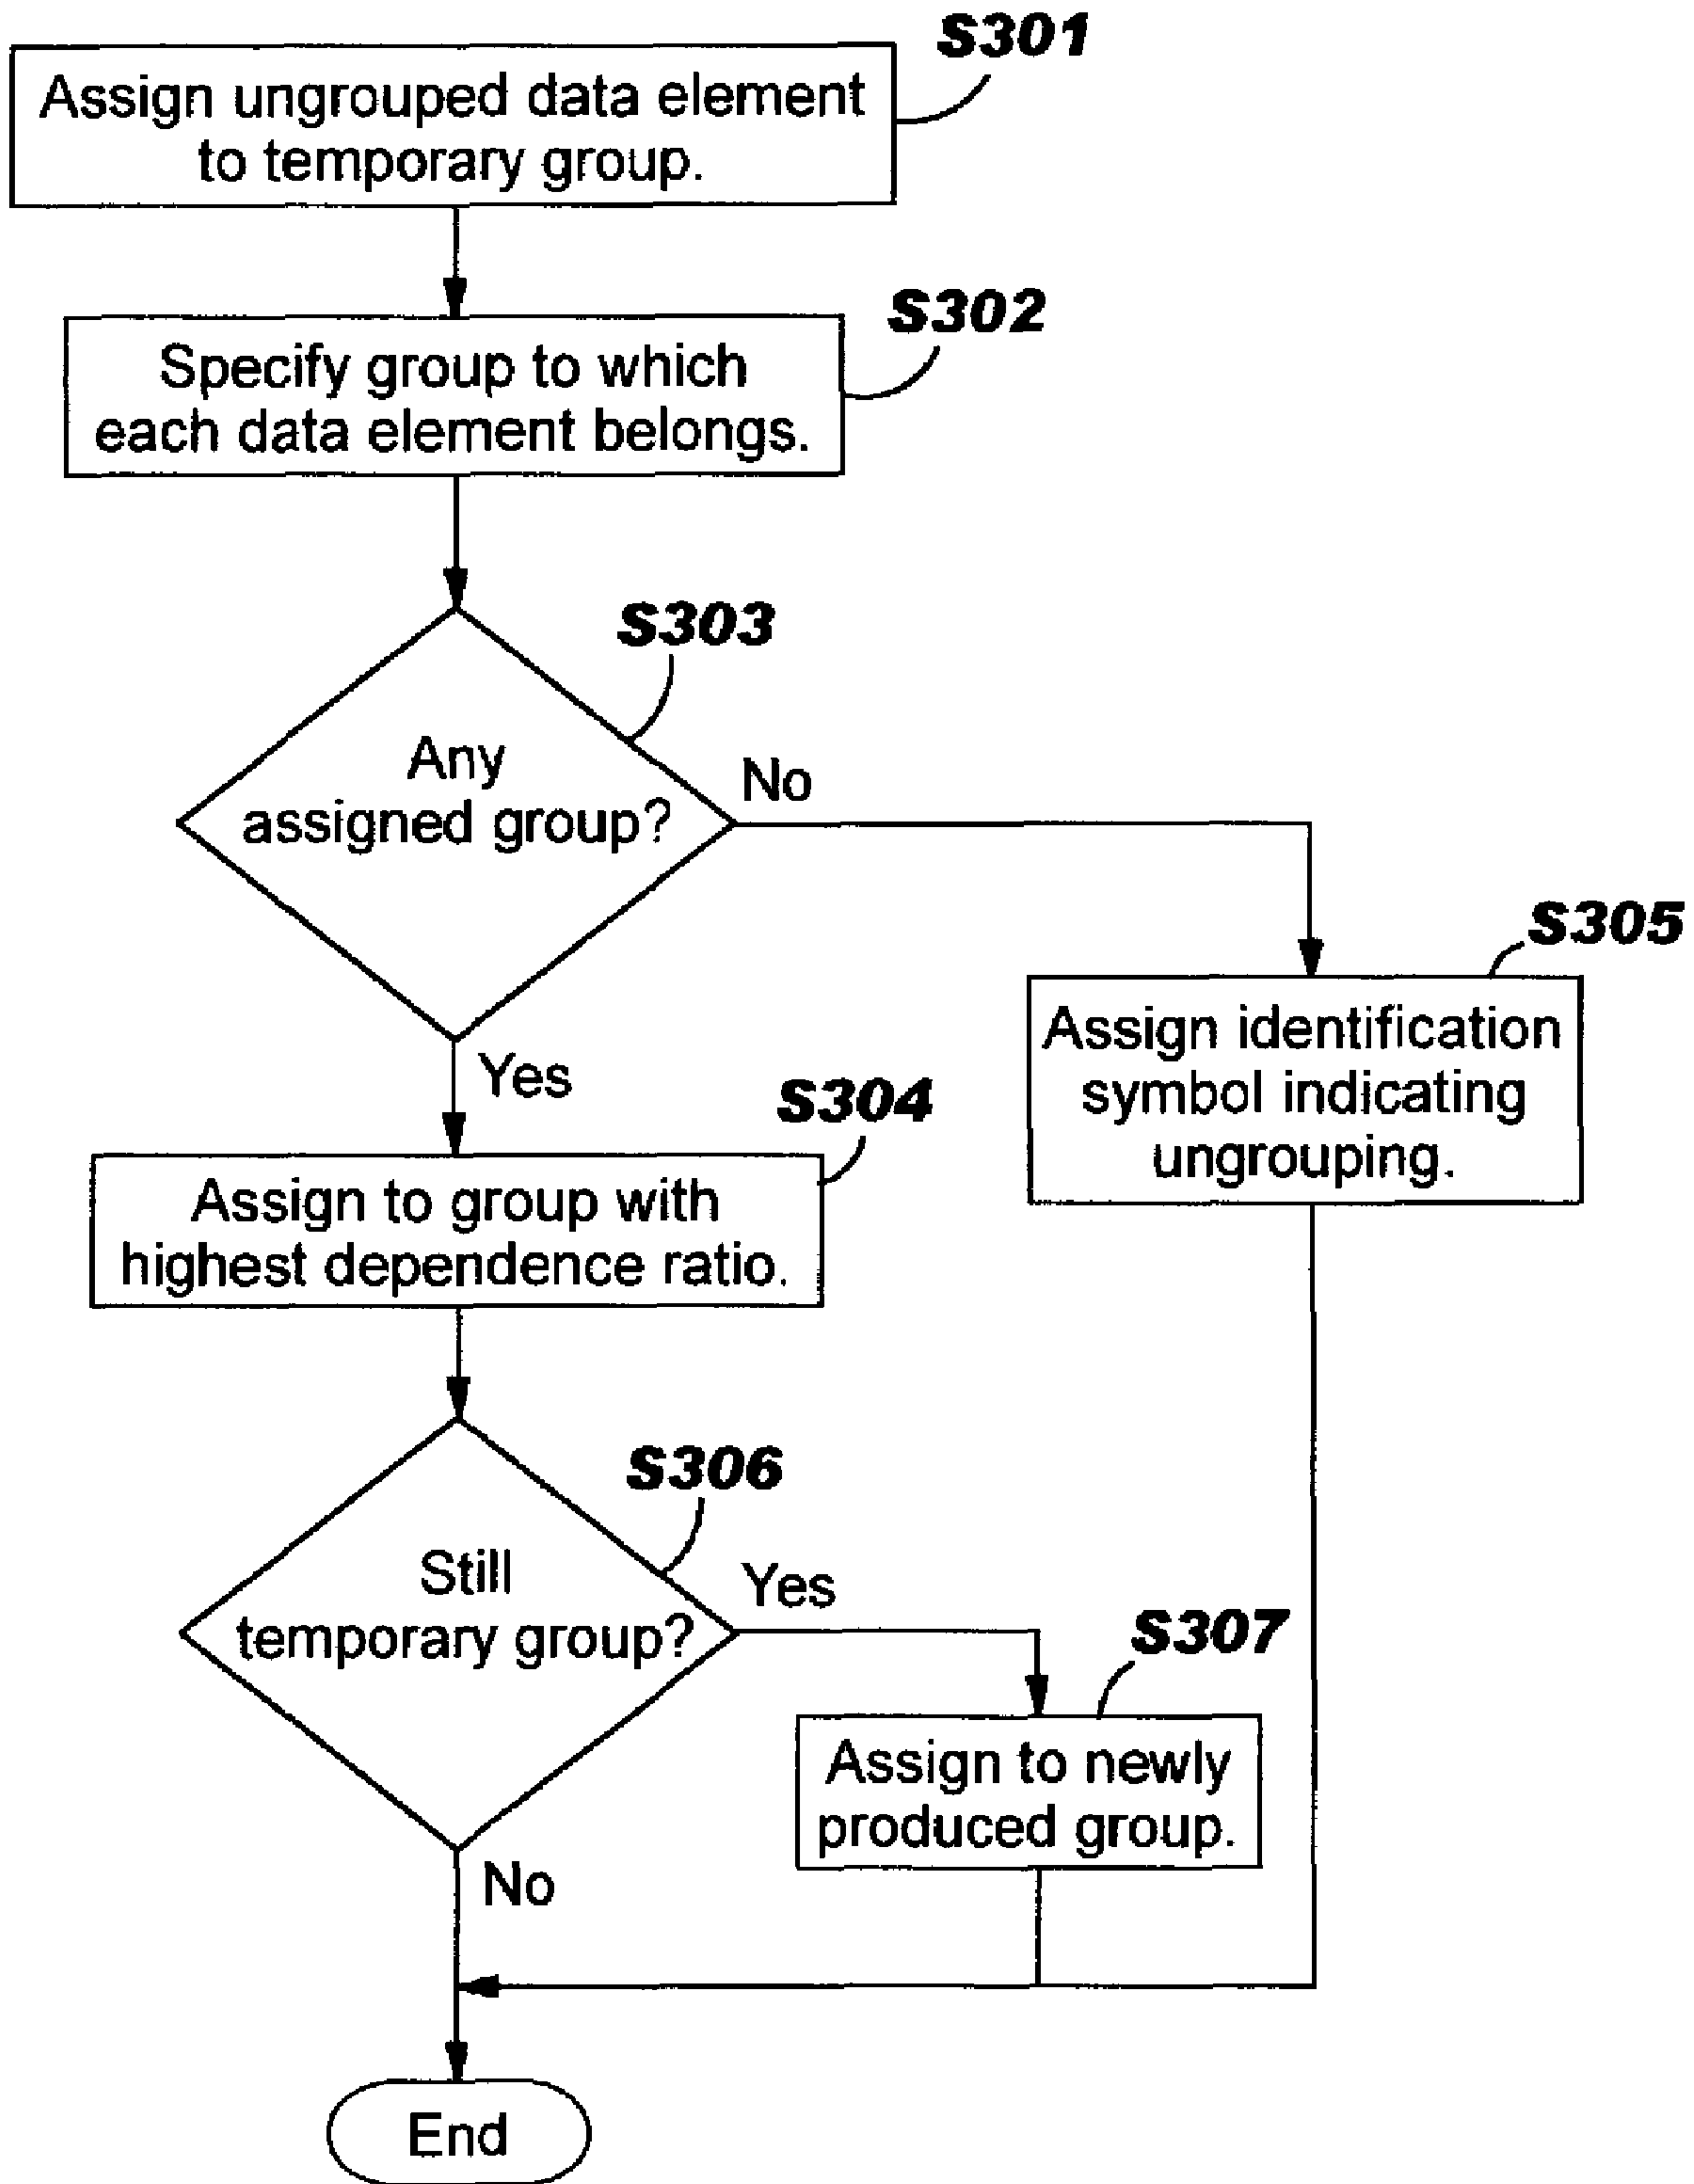 S301
Assign ungrouped data element
to temporary group.
S302
Specify group to which
each data element belongs.
S303
Any
assigned group?
No
Yes
S305
Assign identification
symbol indicating
ungrouping.
S304
Assign to group with
highest dependence ratio.
S306
Still
temporary group?
Yes
No
S307
Assign to newly
produced group.
End